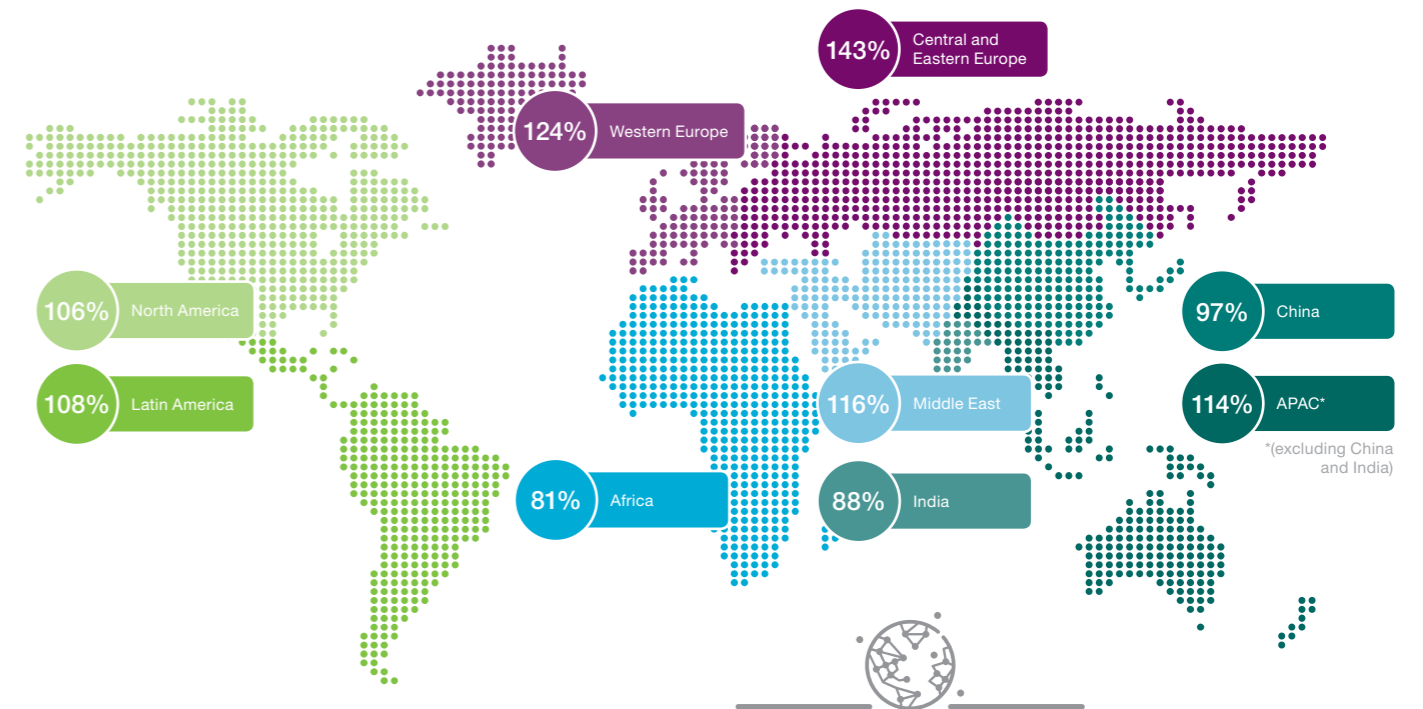 143%
Central and
Eastern Europe
124%
Western Europe
106%
North America
97%
China
108%
Latin America
116%
Middle East
114%
APAC*
*(excluding China
and India)
81%
Africa
88%
India